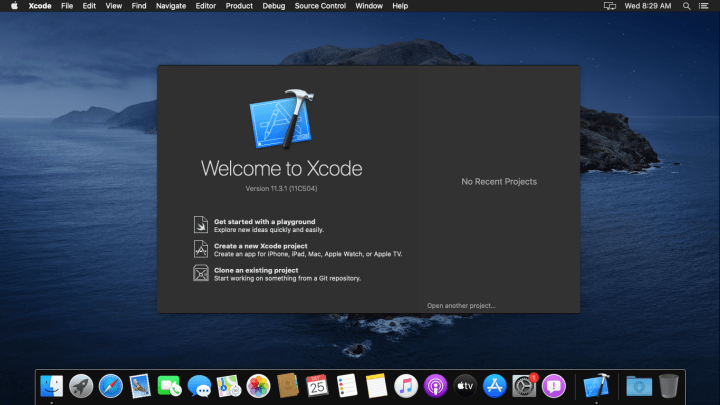 Xcode File Edit View Find Navigate Editor Product Debug Source Control Window Help Wed 8:29 AM
Welcome to Xcode
Version 11.3.1 (11C504)
No Recent Projects
Get started with a playground
Explore new ideas quickly and easily.
Create a new Xcode project
Create an app for iPhone, iPad, Mac, Apple Watch, or Apple TV.
Clone an existing project
Start working on something from a Git repository.
Open another project...
SEP
25
tv
1